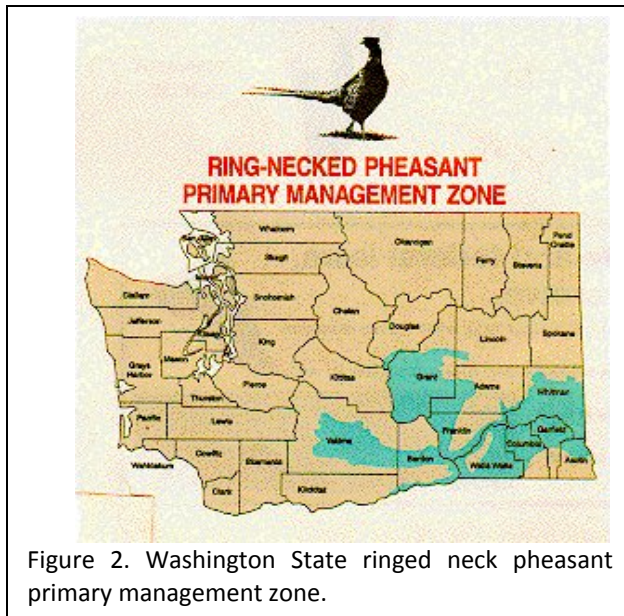 RING-NECKED PHEASANT
PRIMARY MANAGEMENT ZONE
Whatcom
Okanogan
Ferry
Stevens
Pend
Oreille
Skagit
Clallam
Snohomish
Chelan
Jefferson
Douglas
Lincoln
Spokane
King
Grays
Harbor
Mason
Kittitas
Grant
Adams
Whitman
Pierce
Thurston
Pacific
Lewis
Yakima
Franklin
Garfield
Columbia
Benton
Walla Walla
Asotin
Wahkiakum
Cowlitz
Skamania
Klickitat
Clark
Figure 2. Washington State ringed neck pheasant
primary management zone.